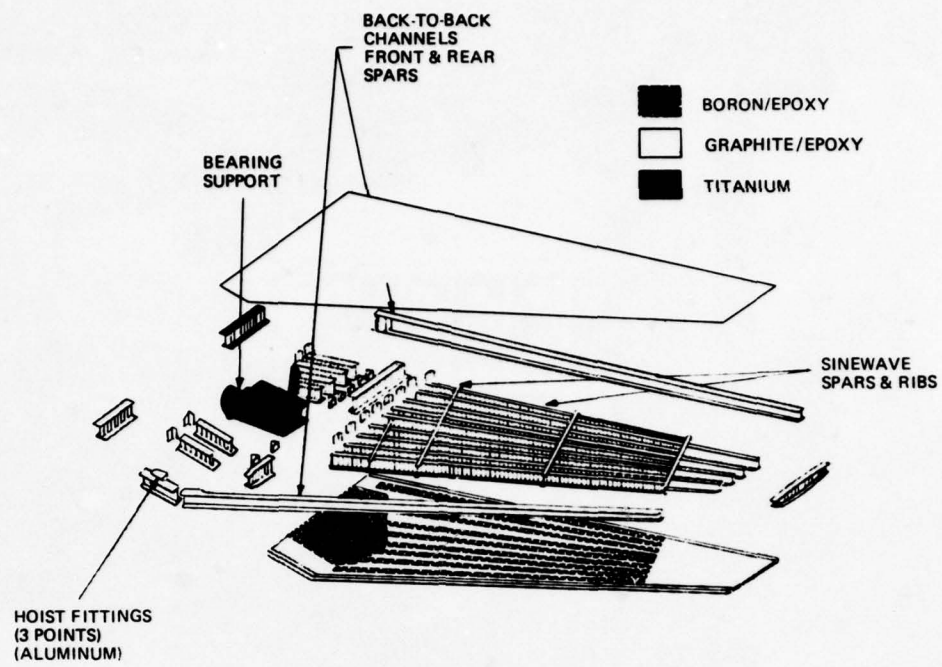 BACK-TO-BACK
CHANNELS
FRONT & REAR
SPARS
BORON/EPOXY
GRAPHITE/EPOXY
TITANIUM
BEARING
SUPPORT
SINEWAVE
SPARS & RIBS
HOIST FITTINGS
(3 POINTS)
(ALUMINUM)